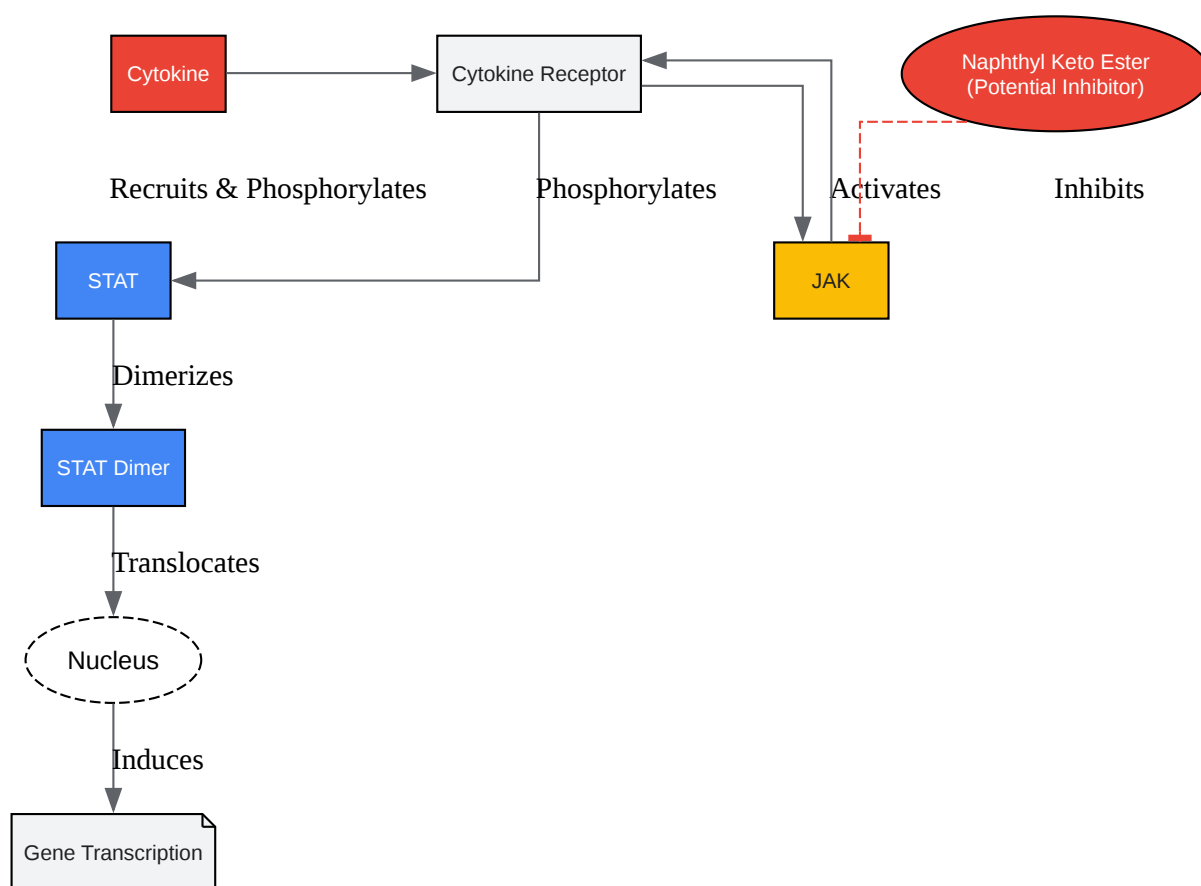 Cytokine
Cytokine Receptor
Naphthyl Keto Ester
(Potential Inhibitor)
Recruits & Phosphorylates
Phosphorylates
Activates
Inhibits
STAT
JAK
Dimerizes
STAT Dimer
Translocates
Nucleus
Induces
Gene Transcription